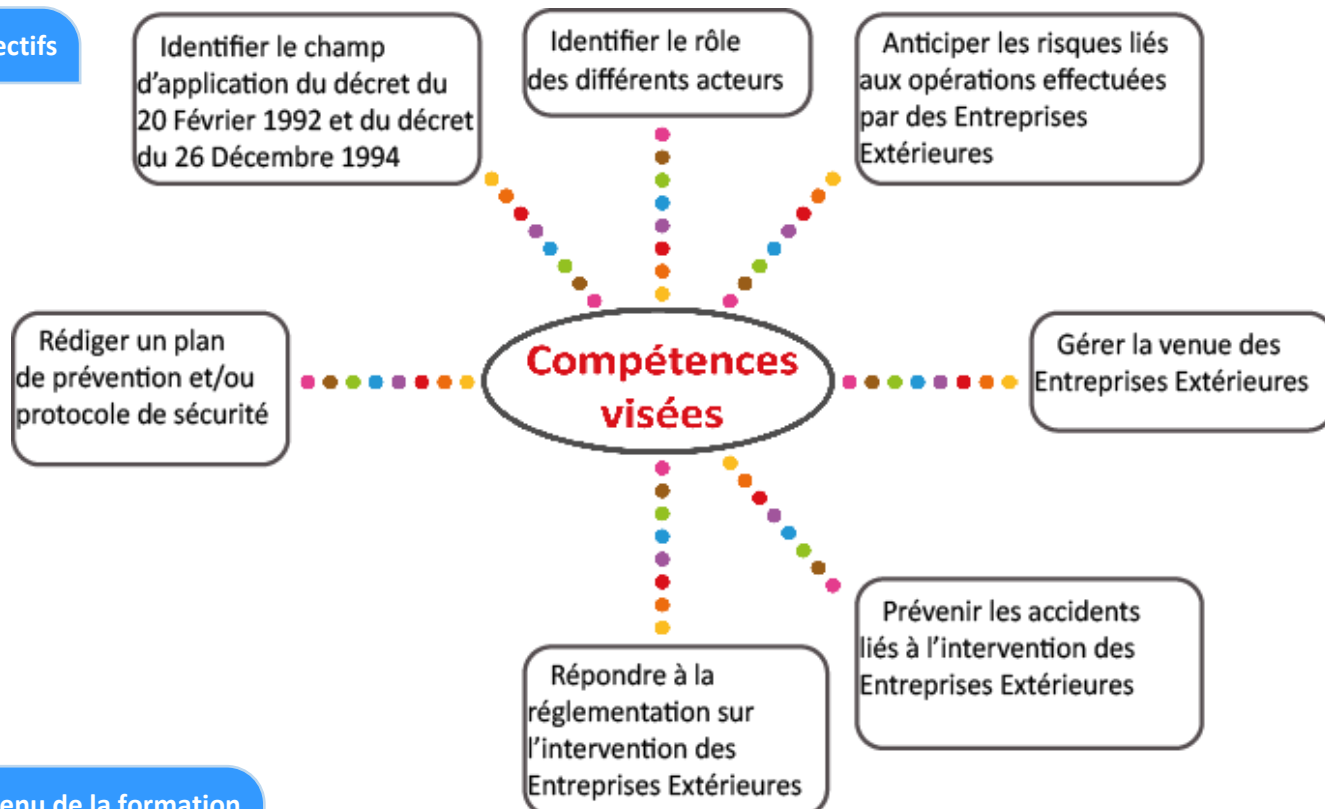 ectifs
Identifier le champ
d'application du décret du
20 Février 1992 et du décret
du 26 Décembre 1994
Identifier le rôle
des différents acteurs
Anticiper les risques liés
aux opérations effectuées
par des Entreprises
Extérieures
Rédiger un plan
de prévention et/ou
protocole de sécurité
Compétences
visées
Gérer la venue des
Entreprises Extérieures
Répondre à la
réglementation sur
l'intervention des
Entreprises Extérieures
Prévenir les accidents
liés à l'intervention des
Entreprises Extérieures
enu de la formation